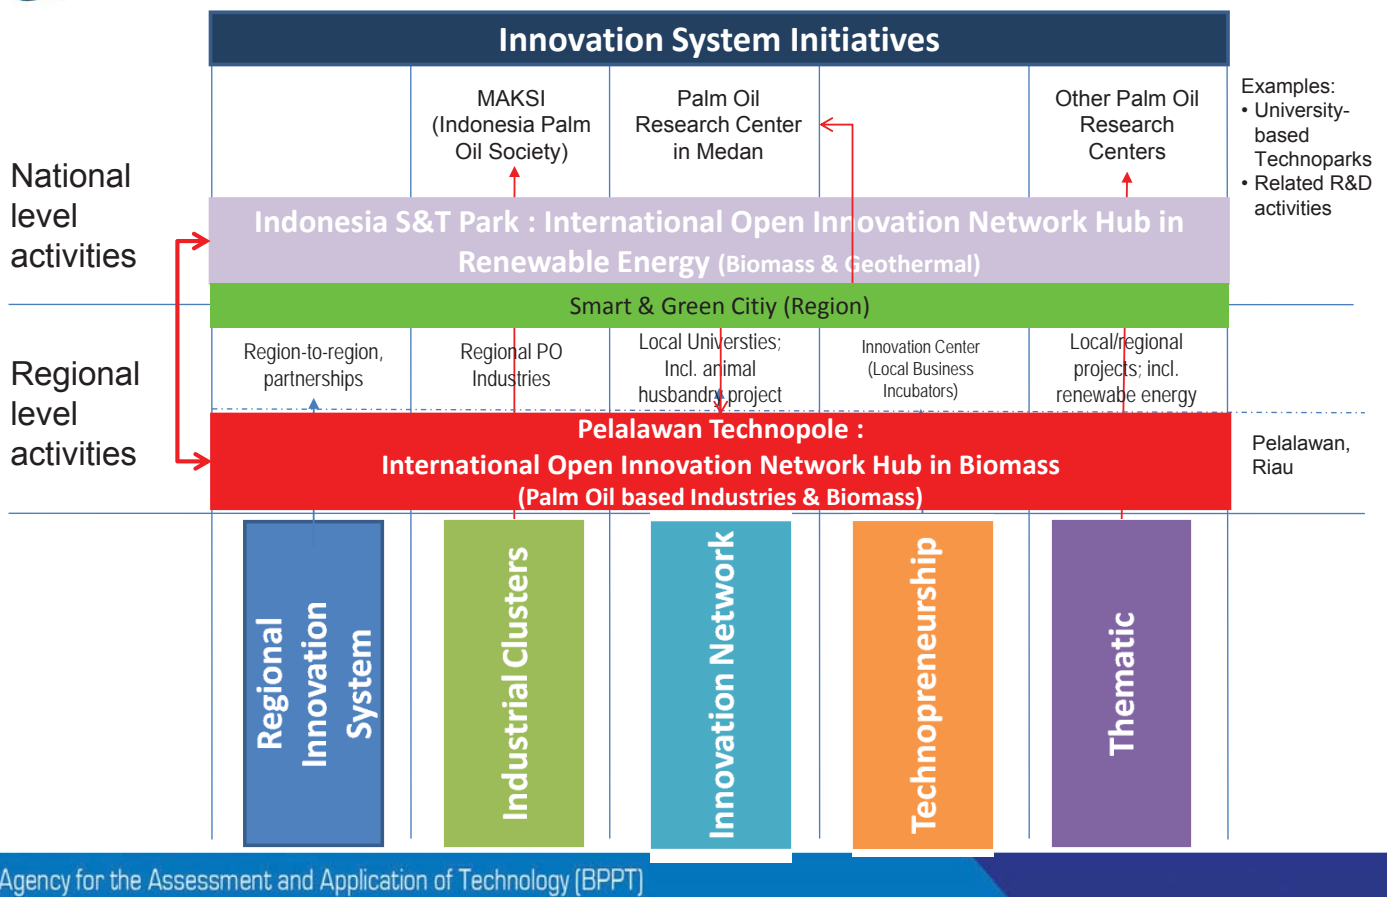 Innovation System Initiatives
MAKSI
(Indonesia Palm
Oil Society)
Palm Oil
Research Center
in Medan
Other Palm Oil
Research
Centers
Examples:
• University-
based
Technoparks
• Related R&D
activities
National
level
activities
Indonesia S&T Park : International Open Innovation Network Hub in
Renewable Energy (Biomass & Geothermal)
Smart & Green Citiy (Region)
Regional
level
activities
Region-to-region,
partnerships
Regional PO
Industries
Local Universties;
Incl. animal
husbandry project
Innovation Center
(Local Business
Incubators)
Local/regional
projects; incl.
renewabe energy
Pelalawan Technopole :
International Open Innovation Network Hub in Biomass
(Palm Oil based Industries & Biomass)
Pelalawan,
Riau
Regional
Innovation
System
Industrial Clusters
Innovation Network
Technopreneurship
Thematic
Agency for the Assessment and Application of Technology (BPPT)